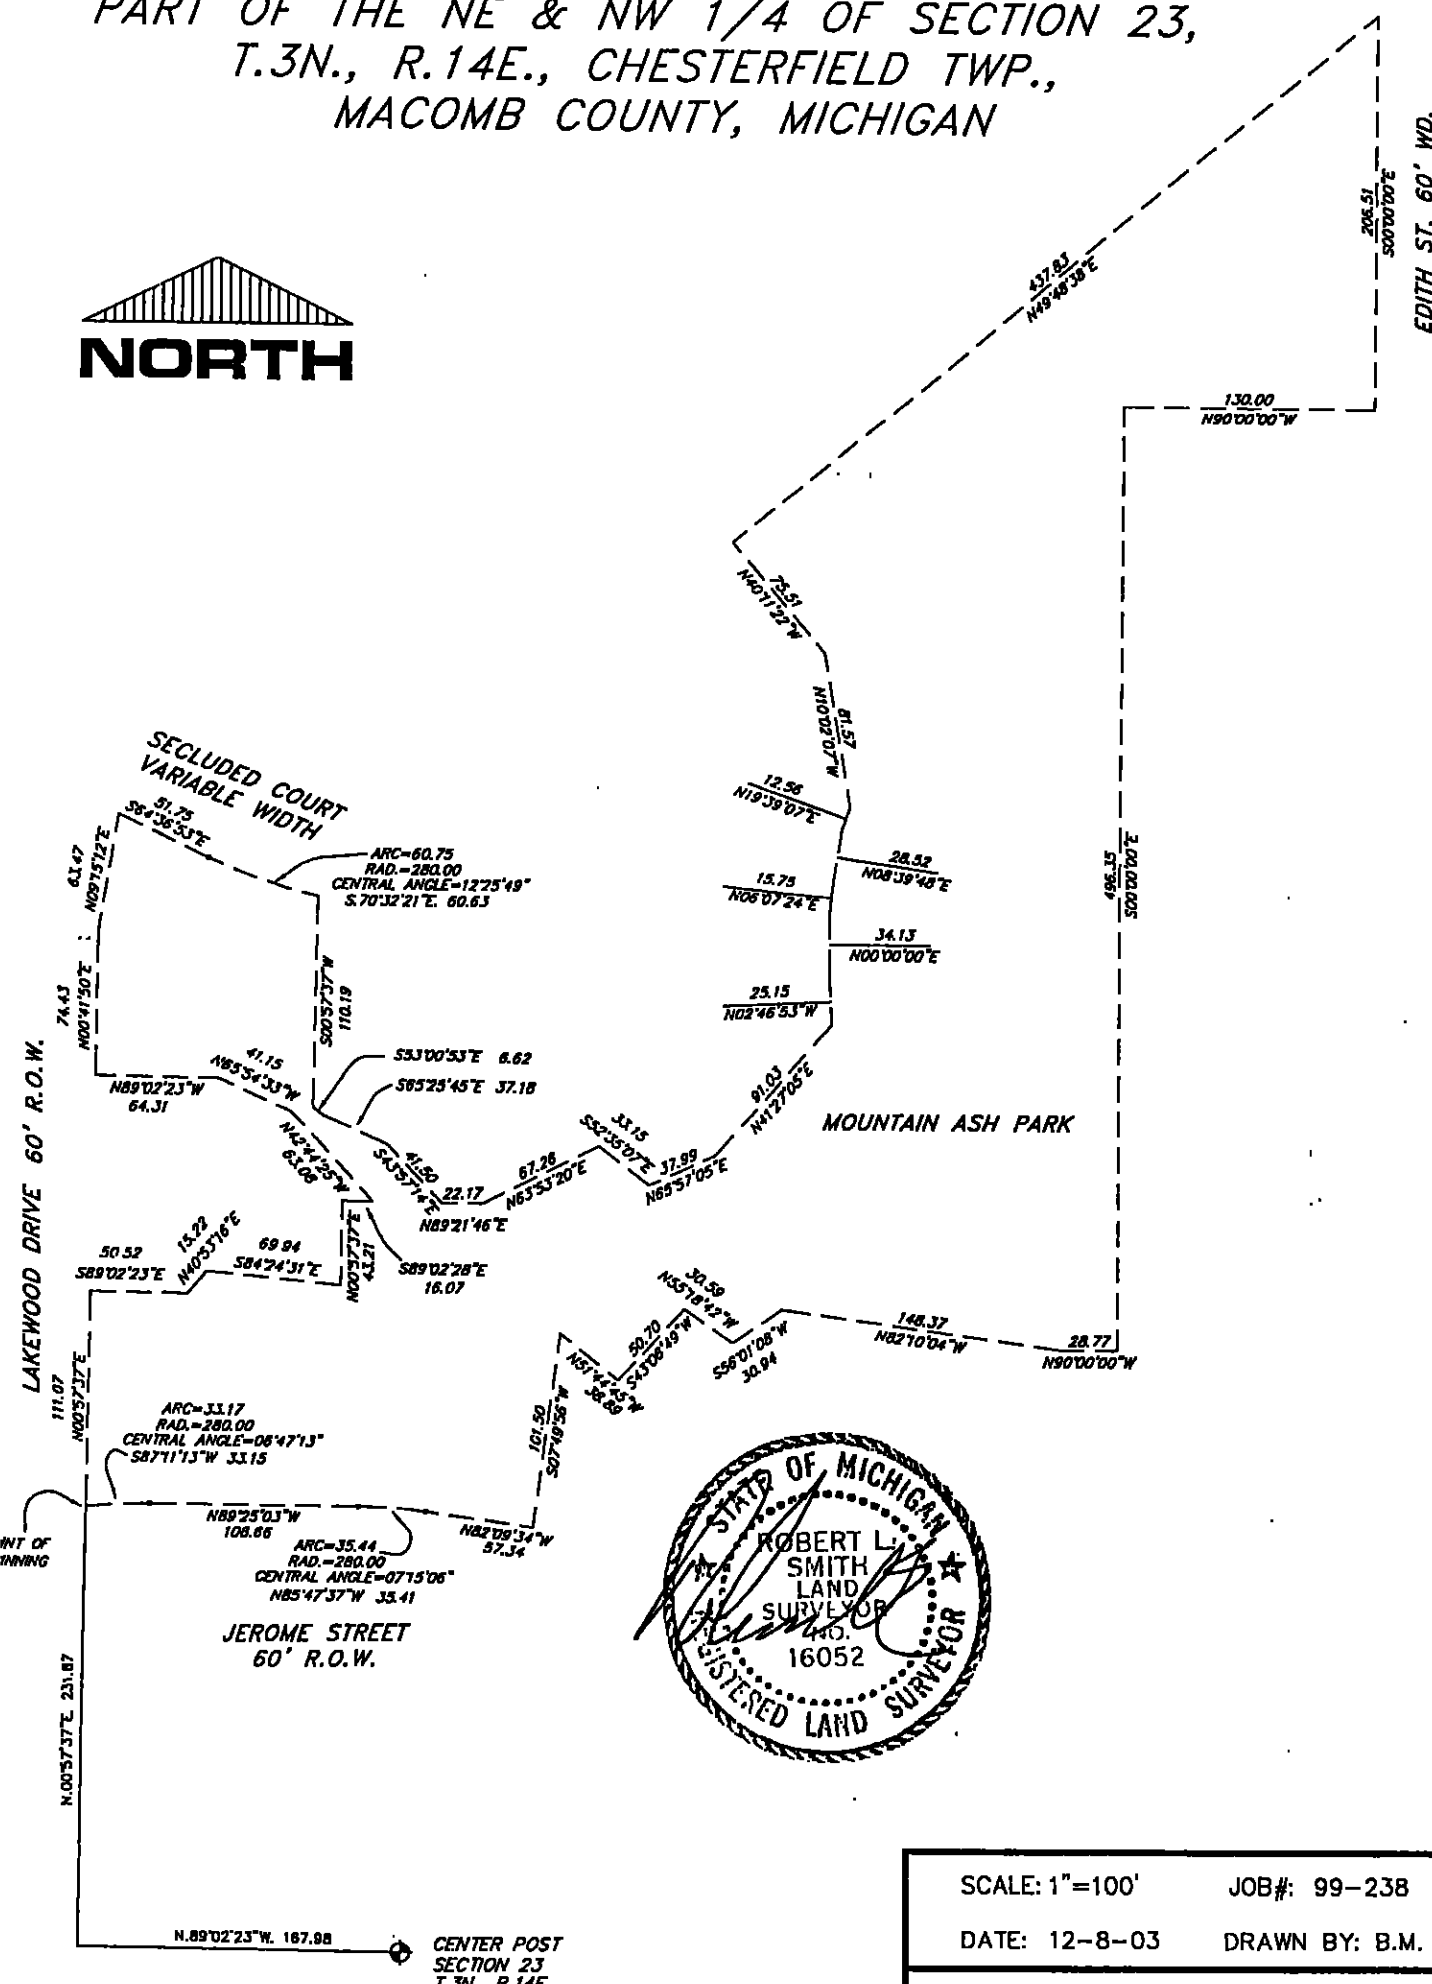 PART OF THE NE & NW 1/4 OF SECTION 23,
T.3N., R.14E., CHESTERFIELD TWP.,
MACOMB COUNTY, MICHIGAN
NORTH
EDITH ST. 60' WD.
206.51
S00°00'00"E
437.83
N49°48'38"E
130.00
N90°00'00"W
75.51
N40°11'22"W
81.57
N10°02'07"W
12.56
N19°39'07"E
28.52
N08°39'48"E
15.75
N06°07'24"E
34.13
N00°00'00"E
25.15
N02°46'53"W
91.03
N41°27'05"E
496.35
S00°00'00"E
MOUNTAIN ASH PARK
SECLUDED COURT
VARIABLE WIDTH
51.75
S64°36'53"E
ARC=60.75
RAD.=280.00
CENTRAL ANGLE=12°25'49"
S.70°32'21"E. 60.63
63.47
N09°15'12"E
74.43
N00°41'50"E
S00°57'37"W
110.19
S53°00'53"E 6.62
S65°25'45"E 37.18
41.15
N65°54'33"W
N89°02'23"W
64.31
N42°44'25"W
63.06
41.50
S43°57'14"E
22.17
N89°21'46"E
67.26
N63°53'20"E
33.15
S52°35'07"E
37.99
N65°57'05"E
LAKEWOOD DRIVE 60' R.O.W.
50.52
S89°02'23"E
15.22
N40°53'16"E
69.94
S84°24'31"E
N00°57'37"E
43.21
S89°02'28"E
16.07
30.59
N55°18'42"W
50.70
S43°06'49"W
N51°44'45"W
38.89
S56°01'08"W
30.94
148.37
N82°10'04"W
28.77
N90°00'00"W
111.07
N00°57'37"E
ARC=33.17
RAD.=280.00
CENTRAL ANGLE=06°47'13"
S87°11'13"W 33.15
101.50
S07°49'56"W
N89°25'03"W
108.66
ARC=35.44
RAD.=280.00
CENTRAL ANGLE=07°15'06"
N85°47'37"W 35.41
N82°09'34"W
57.34
INT OF
INNING
JEROME STREET
60' R.O.W.
STATE OF MICHIGAN
ROBERT L.
SMITH
LAND
SURVEYOR
NO.
16052
REGISTERED LAND SURVEYOR
N.00°57'37"E. 231.87
N.89°02'23"W. 167.98
CENTER POST
SECTION 23
T.3N., R.14E.
SCALE: 1"=100' JOB#: 99-238
DATE: 12-8-03 DRAWN BY: B.M.